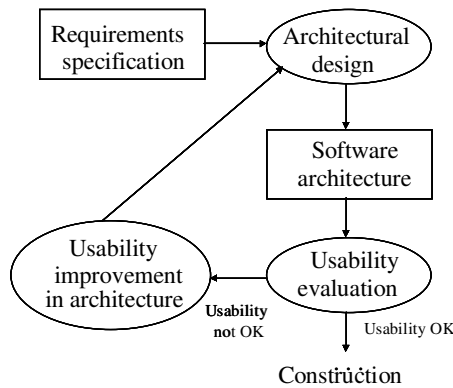 Requirements
specification
Architectural
design
Software
architecture
Usability
evaluation
Usability
improvement
in architecture
Usability
not OK
Usability OK
Construction